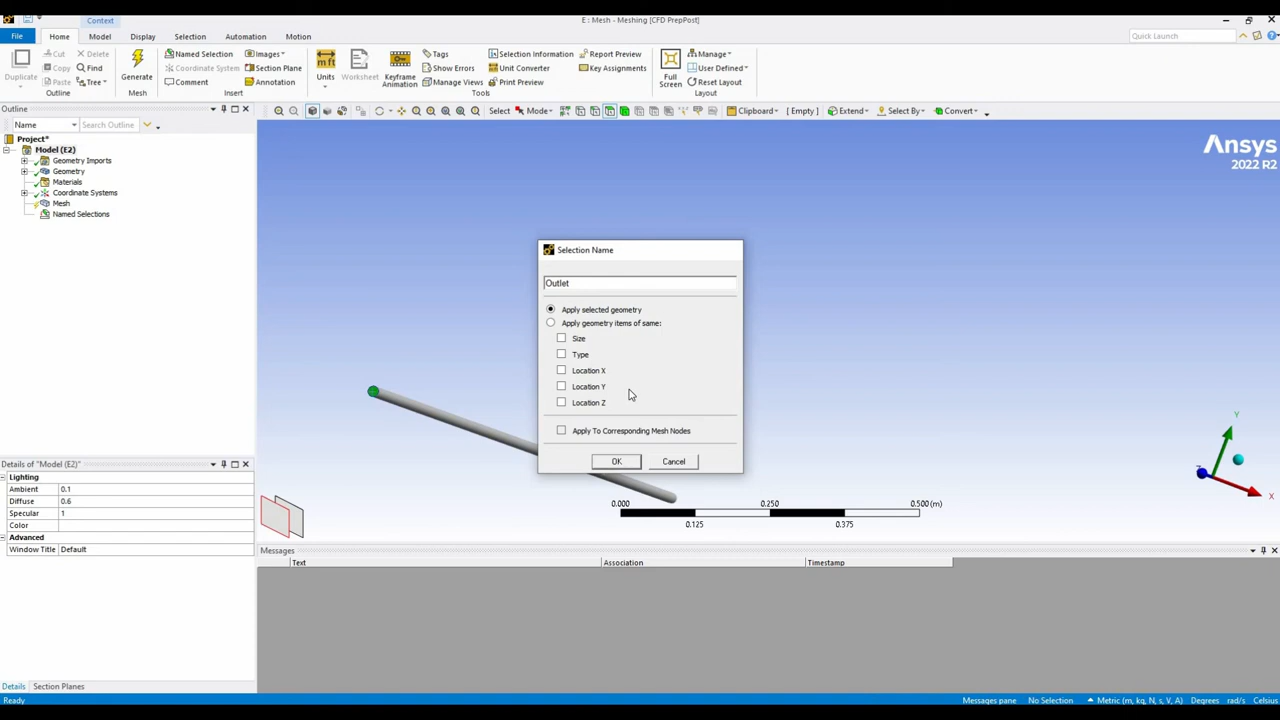 E : Mesh - Meshing [CFD PrepPost]
Context
File Home Model Display Selection Automation Motion
Quick Launch
Duplicate
Cut Delete
Copy Find
Paste Tree
Outline
Generate
Mesh
Named Selection Images
Coordinate System Section Plane
Comment Annotation
Insert
Units
Worksheet
Keyframe Animation
Tags Selection Information Report Preview
Show Errors Unit Converter Key Assignments
Manage Views Print Preview
Tools
Full Screen
Manage
User Defined
Reset Layout
Layout
Outline
Select Mode Clipboard [ Empty ] Extend Select By Convert
Name Search Outline
Project*
Model (E2)
Geometry Imports
Geometry
Materials
Coordinate Systems
Mesh
Named Selections
Ansys
2022 R2
Selection Name
Outlet
Apply selected geometry
Apply geometry items of same:
Size
Type
Location X
Location Y
Location Z
Apply To Corresponding Mesh Nodes
OK Cancel
Y
Z
X
0.000 0.250 0.500 (m)
0.125 0.375
Details of "Model (E2)"
Lighting
Ambient 0.1
Diffuse 0.6
Specular 1
Color
Advanced
Window Title Default
Messages
Text Association Timestamp
Details Section Planes
Ready
Messages pane No Selection Metric (m, kg, N, s, V, A) Degrees rad/s Celsius